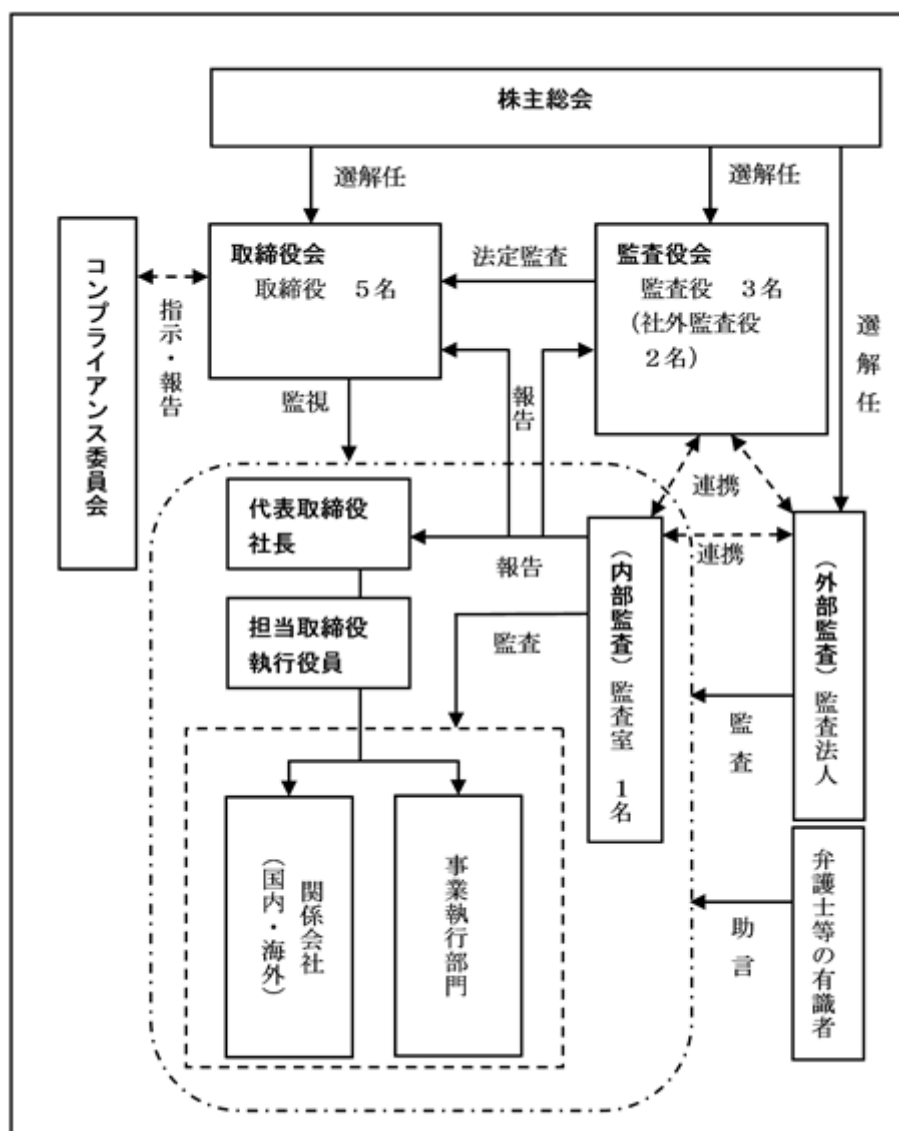 株主総会
選解任
選解任
選解任
コンプライアンス委員会
指示・報告
取締役会
取締役　５名
法定監査
監査役会
監査役　３名
（社外監査役
２名）
監視
報告
連携
連携
代表取締役
社長
報告
担当取締役
執行役員
監査
（内部監査）監査室　１名
（外部監査）監査法人
監査
関係会社
（国内・海外）
事業執行部門
助言
弁護士等の有識者